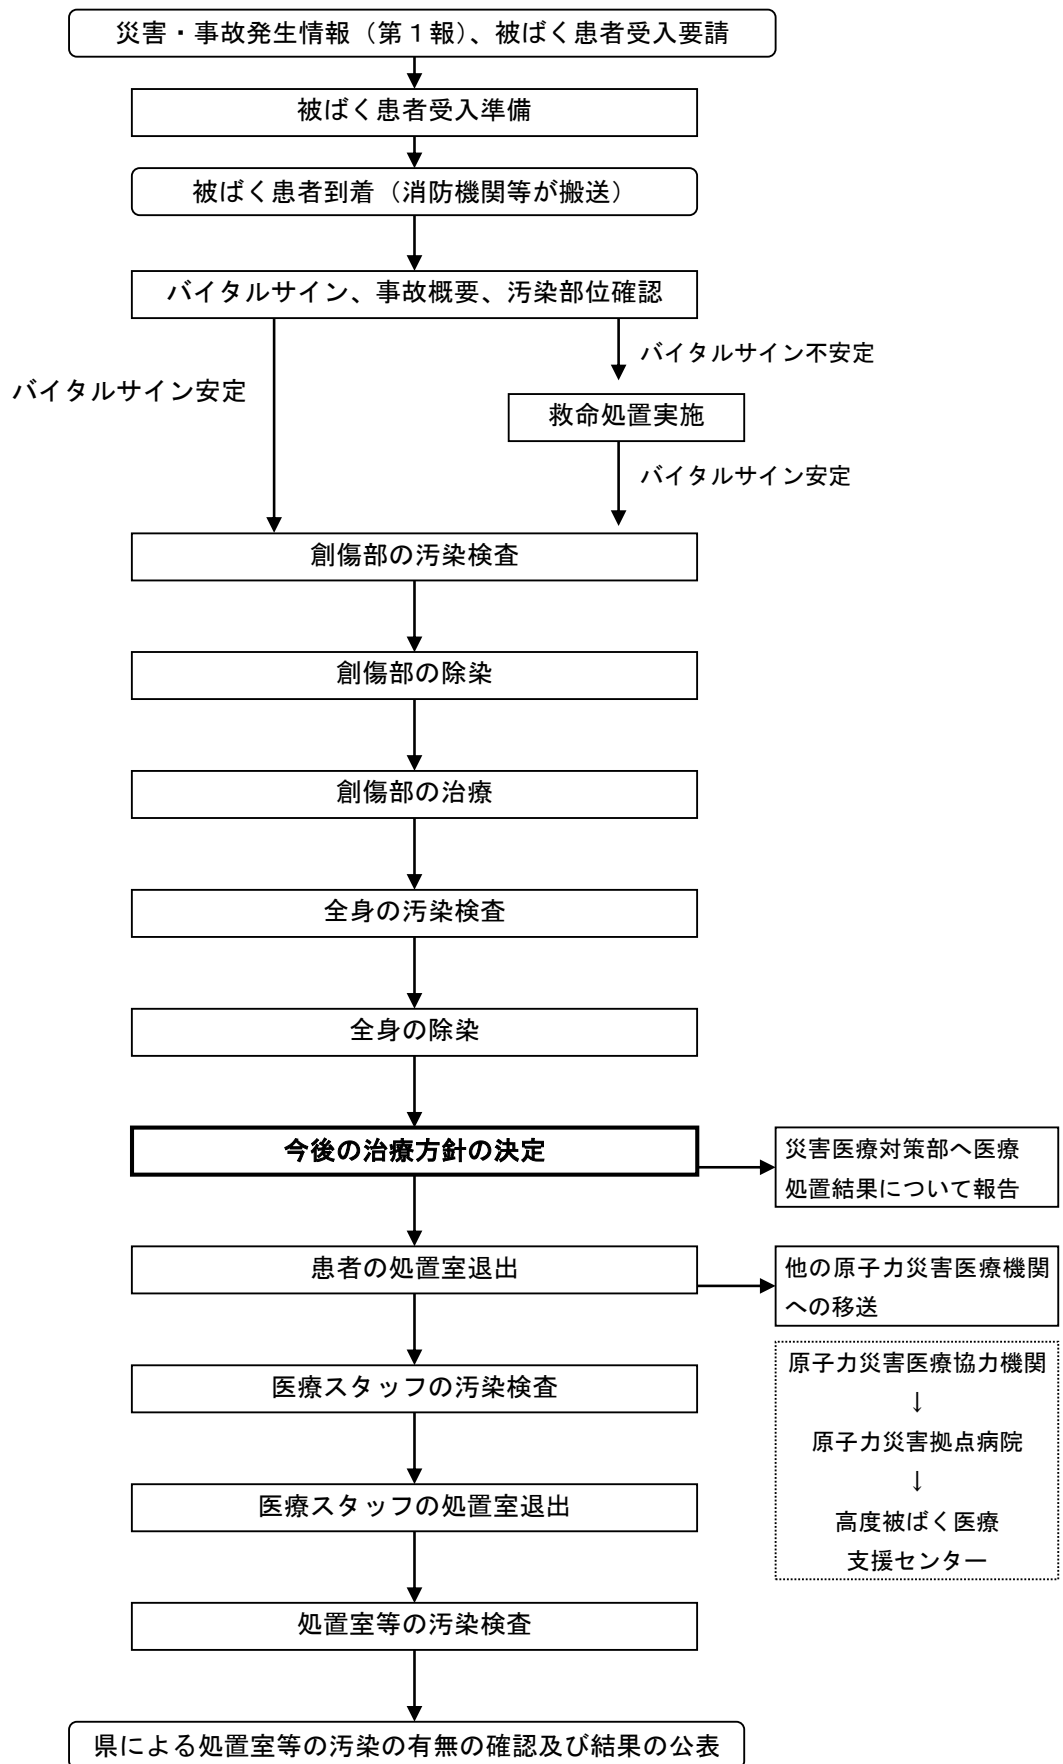 災害・事故発生情報（第１報）、被ばく患者受入要請
被ばく患者受入準備
被ばく患者到着（消防機関等が搬送）
バイタルサイン、事故概要、汚染部位確認
バイタルサイン不安定
バイタルサイン安定
救命処置実施
バイタルサイン安定
創傷部の汚染検査
創傷部の除染
創傷部の治療
全身の汚染検査
全身の除染
今後の治療方針の決定
災害医療対策部へ医療
処置結果について報告
患者の処置室退出
他の原子力災害医療機関
への移送
原子力災害医療協力機関
↓
原子力災害拠点病院
↓
高度被ばく医療
支援センター
医療スタッフの汚染検査
医療スタッフの処置室退出
処置室等の汚染検査
県による処置室等の汚染の有無の確認及び結果の公表